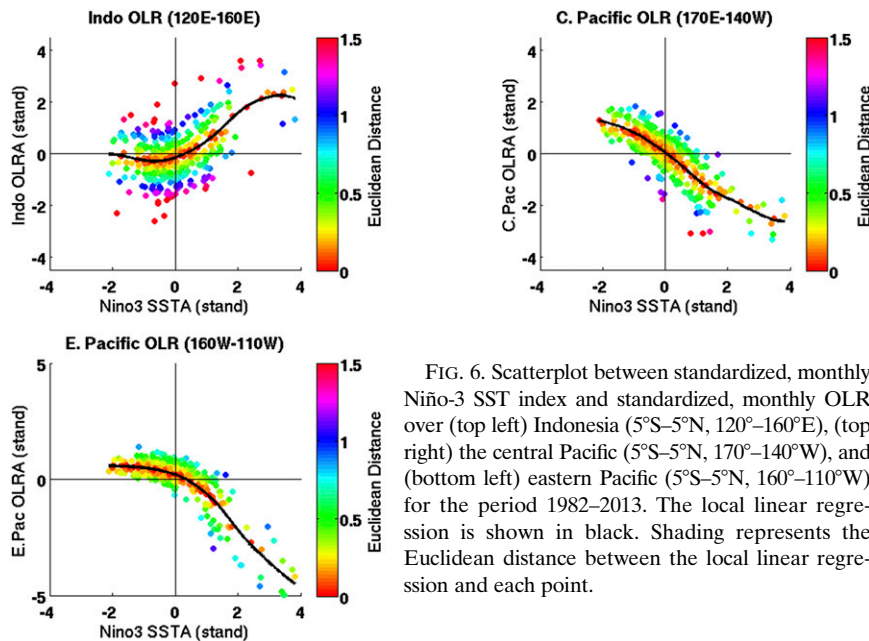 Indo OLR (120E-160E)
4
2
0
-2
-4
Indo OLRA (stand)
-4
-2
0
2
4
Nino3 SSTA (stand)
1.5
1
0.5
0
Euclidean Distance
C. Pacific OLR (170E-140W)
4
2
0
-2
-4
C.Pac OLRA (stand)
-4
-2
0
2
4
Nino3 SSTA (stand)
1.5
1
0.5
0
Euclidean Distance
E. Pacific OLR (160W-110W)
5
0
-5
E.Pac OLRA (stand)
-4
-2
0
2
4
Nino3 SSTA (stand)
1.5
1
0.5
0
Euclidean Distance
FIG. 6. Scatterplot between standardized, monthly
Niño-3 SST index and standardized, monthly OLR
over (top left) Indonesia (5°S–5°N, 120°–160°E), (top
right) the central Pacific (5°S–5°N, 170°–140°W), and
(bottom left) eastern Pacific (5°S–5°N, 160°–110°W)
for the period 1982–2013. The local linear regre-
ssion is shown in black. Shading represents the
Euclidean distance between the local linear regre-
ssion and each point.